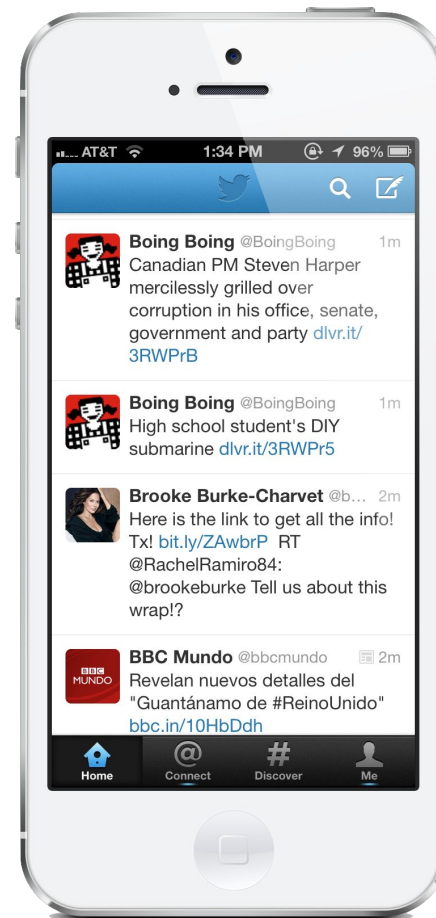 AT&T 1:34 PM 96%
Boing Boing @BoingBoing 1m
Canadian PM Steven Harper
mercilessly grilled over
corruption in his office, senate,
government and party dlvr.it/
3RWPrB
Boing Boing @BoingBoing 1m
High school student's DIY
submarine dlvr.it/3RWPr5
Brooke Burke-Charvet @b... 2m
Here is the link to get all the info!
Tx! bit.ly/ZAwbrP RT
@RachelRamiro84:
@brookeburke Tell us about this
wrap!?
BBC
MUNDO
BBC Mundo @bbcmundo 2m
Revelan nuevos detalles del
"Guantánamo de #ReinoUnido"
bbc.in/10HbDdh
@ #
Home Connect Discover Me